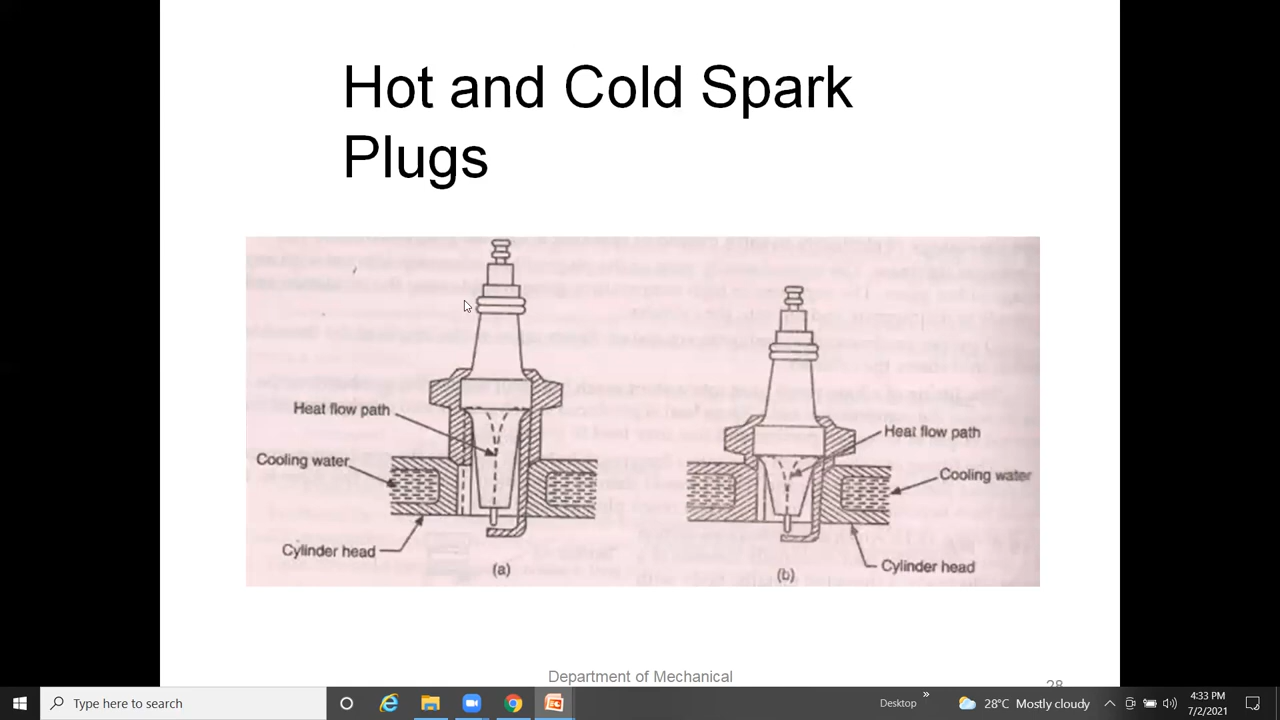 Hot and Cold Spark
Plugs
Heat flow path
Cooling water
Cylinder head
(a)
Heat flow path
Cooling water
Cylinder head
(b)
Department of Mechanical
28
Type here to search
Desktop
»
28°C Mostly cloudy
4:33 PM
7/2/2021